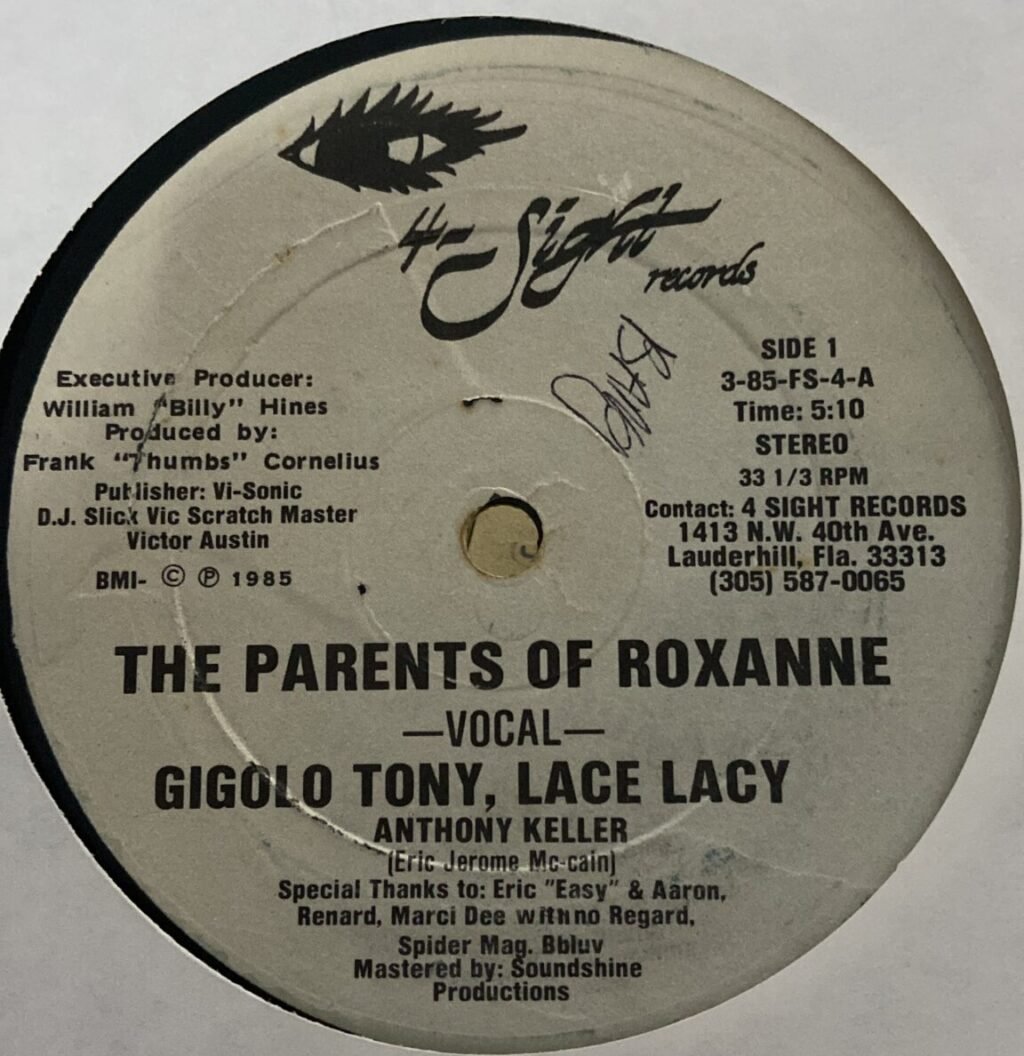 4-Sight
records
Executive Producer:
William "Billy" Hines
Produced by:
Frank "Thumbs" Cornelius
Publisher: Vi-Sonic
D.J. Slick Vic Scratch Master
Victor Austin
BMI- © ℗ 1985
SIDE 1
3-85-FS-4-A
Time: 5:10
STEREO
33 1/3 RPM
Contact: 4 SIGHT RECORDS
1413 N.W. 40th Ave.
Lauderhill, Fla. 33313
(305) 587-0065
THE PARENTS OF ROXANNE
—VOCAL—
GIGOLO TONY, LACE LACY
ANTHONY KELLER
(Eric Jerome Mc-cain)
Special Thanks to: Eric "Easy" & Aaron,
Renard, Marci Dee with no Regard,
Spider Mag. Bbluv
Mastered by: Soundshine
Productions